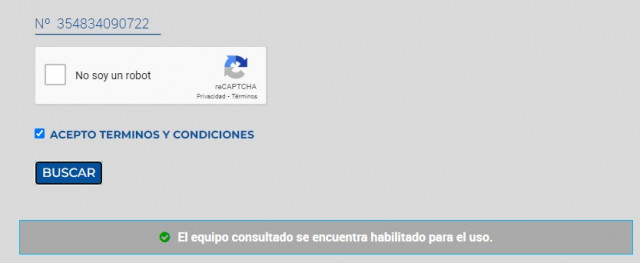 Nº 354834090722
No soy un robot
reCAPTCHA
Privacidad - Términos
ACEPTO TERMINOS Y CONDICIONES
BUSCAR
El equipo consultado se encuentra habilitado para el uso.